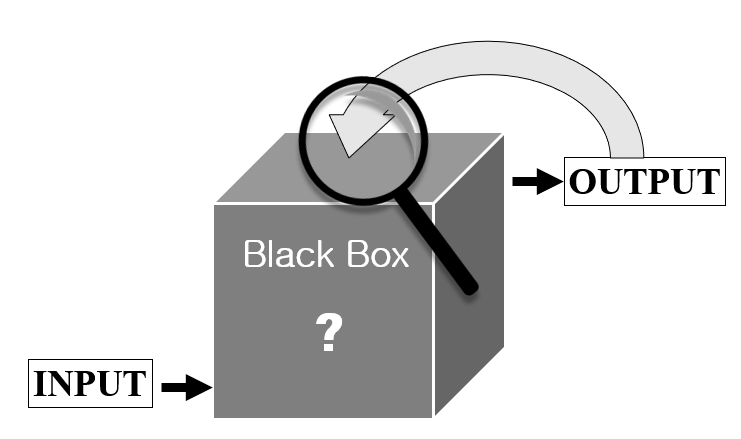 OUTPUT
Black Box
?
INPUT